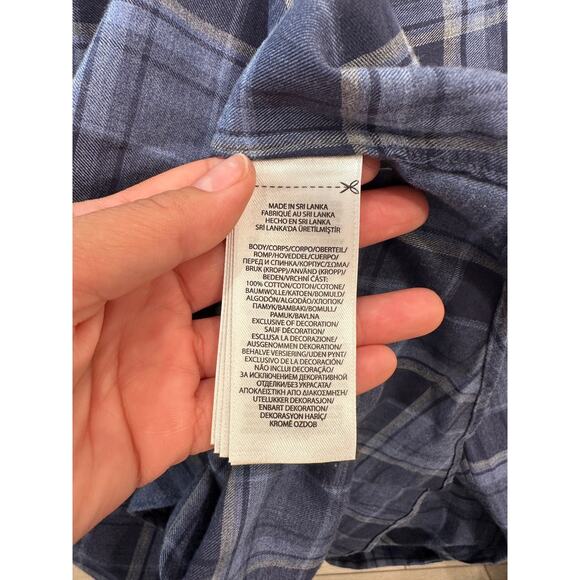 MADE IN SRI LANKA
FABRIQUÉ AU SRI LANKA
HECHO EN SRI LANKA
SRI LANKA'DA ÜRETİLMİŞTİR
BODY/CORPS/CORPO/OBERTEIL/
ROMP/HOVEDDEL/CUERPO/
ПЕРЕД И СПИНКА/КОРПУС/ΣΩΜΑ/
BRUK (KROPP)/ANVÄND (KROPP)/
BEDEN/VRCHNÍ ČÁST:
100% COTTON/COTON/COTONE/
BAUMWOLLE/KATOEN/BOMULD/
ALGODÓN/ALGODÃO/ХЛОПОК/
ПАМУК/BAMBAKI/BOMULL/
PAMUK/BAVLNA
EXCLUSIVE OF DECORATION/
SAUF DÉCORATION/
ESCLUSA LA DECORAZIONE/
AUSGENOMMEN DEKORATION/
BEHALVE VERSIERING/UDEN PYNT/
EXCLUSIVO DE LA DECORACIÓN/
NÃO INCLUI DECORAÇÃO/
ЗА ИСКЛЮЧЕНИЕМ ДЕКОРАТИВНОЙ
ОТДЕЛКИ/БЕЗ УКРАСАТА/
ΑΠΟΚΛΕΙΣΤΙΚΗ ΑΠΟ ΔΙΑΚΟΣΜΗΣΗ/
UTELUKKER DEKORASJON/
ENBART DEKORATION/
DEKORASYON HARİÇ/
KROMĚ OZDOB